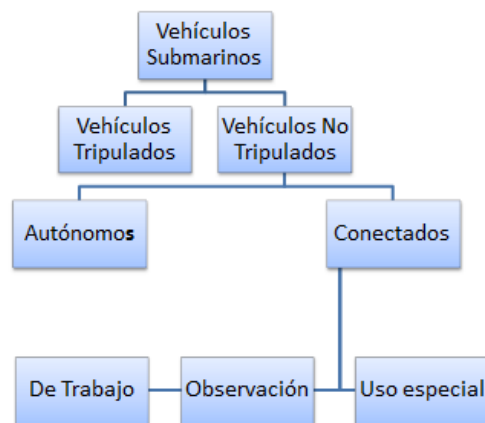 Vehículos
Submarinos
Vehículos
Tripulados
Vehículos No
Tripulados
Autónomos
Conectados
De Trabajo
Observación
Uso especial